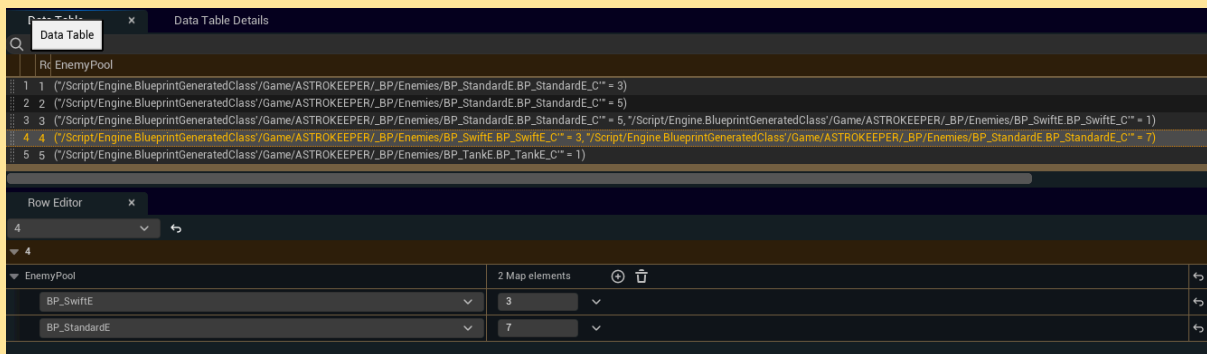 Data Table × Data Table Details
Data Table
EnemyPool
1 1 ("/Script/Engine.BlueprintGeneratedClass'/Game/ASTROKEEPER/_BP/Enemies/BP_StandardE.BP_StandardE_C'" = 3)
2 2 ("/Script/Engine.BlueprintGeneratedClass'/Game/ASTROKEEPER/_BP/Enemies/BP_StandardE.BP_StandardE_C'" = 5)
3 3 ("/Script/Engine.BlueprintGeneratedClass'/Game/ASTROKEEPER/_BP/Enemies/BP_StandardE.BP_StandardE_C'" = 5, "/Script/Engine.BlueprintGeneratedClass'/Game/ASTROKEEPER/_BP/Enemies/BP_SwiftE.BP_SwiftE_C'" = 1)
4 4 ("/Script/Engine.BlueprintGeneratedClass'/Game/ASTROKEEPER/_BP/Enemies/BP_SwiftE.BP_SwiftE_C'" = 3, "/Script/Engine.BlueprintGeneratedClass'/Game/ASTROKEEPER/_BP/Enemies/BP_StandardE.BP_StandardE_C'" = 7)
5 5 ("/Script/Engine.BlueprintGeneratedClass'/Game/ASTROKEEPER/_BP/Enemies/BP_TankE.BP_TankE_C'" = 1)
Row Editor ×
4
4
EnemyPool 2 Map elements
BP_SwiftE 3
BP_StandardE 7